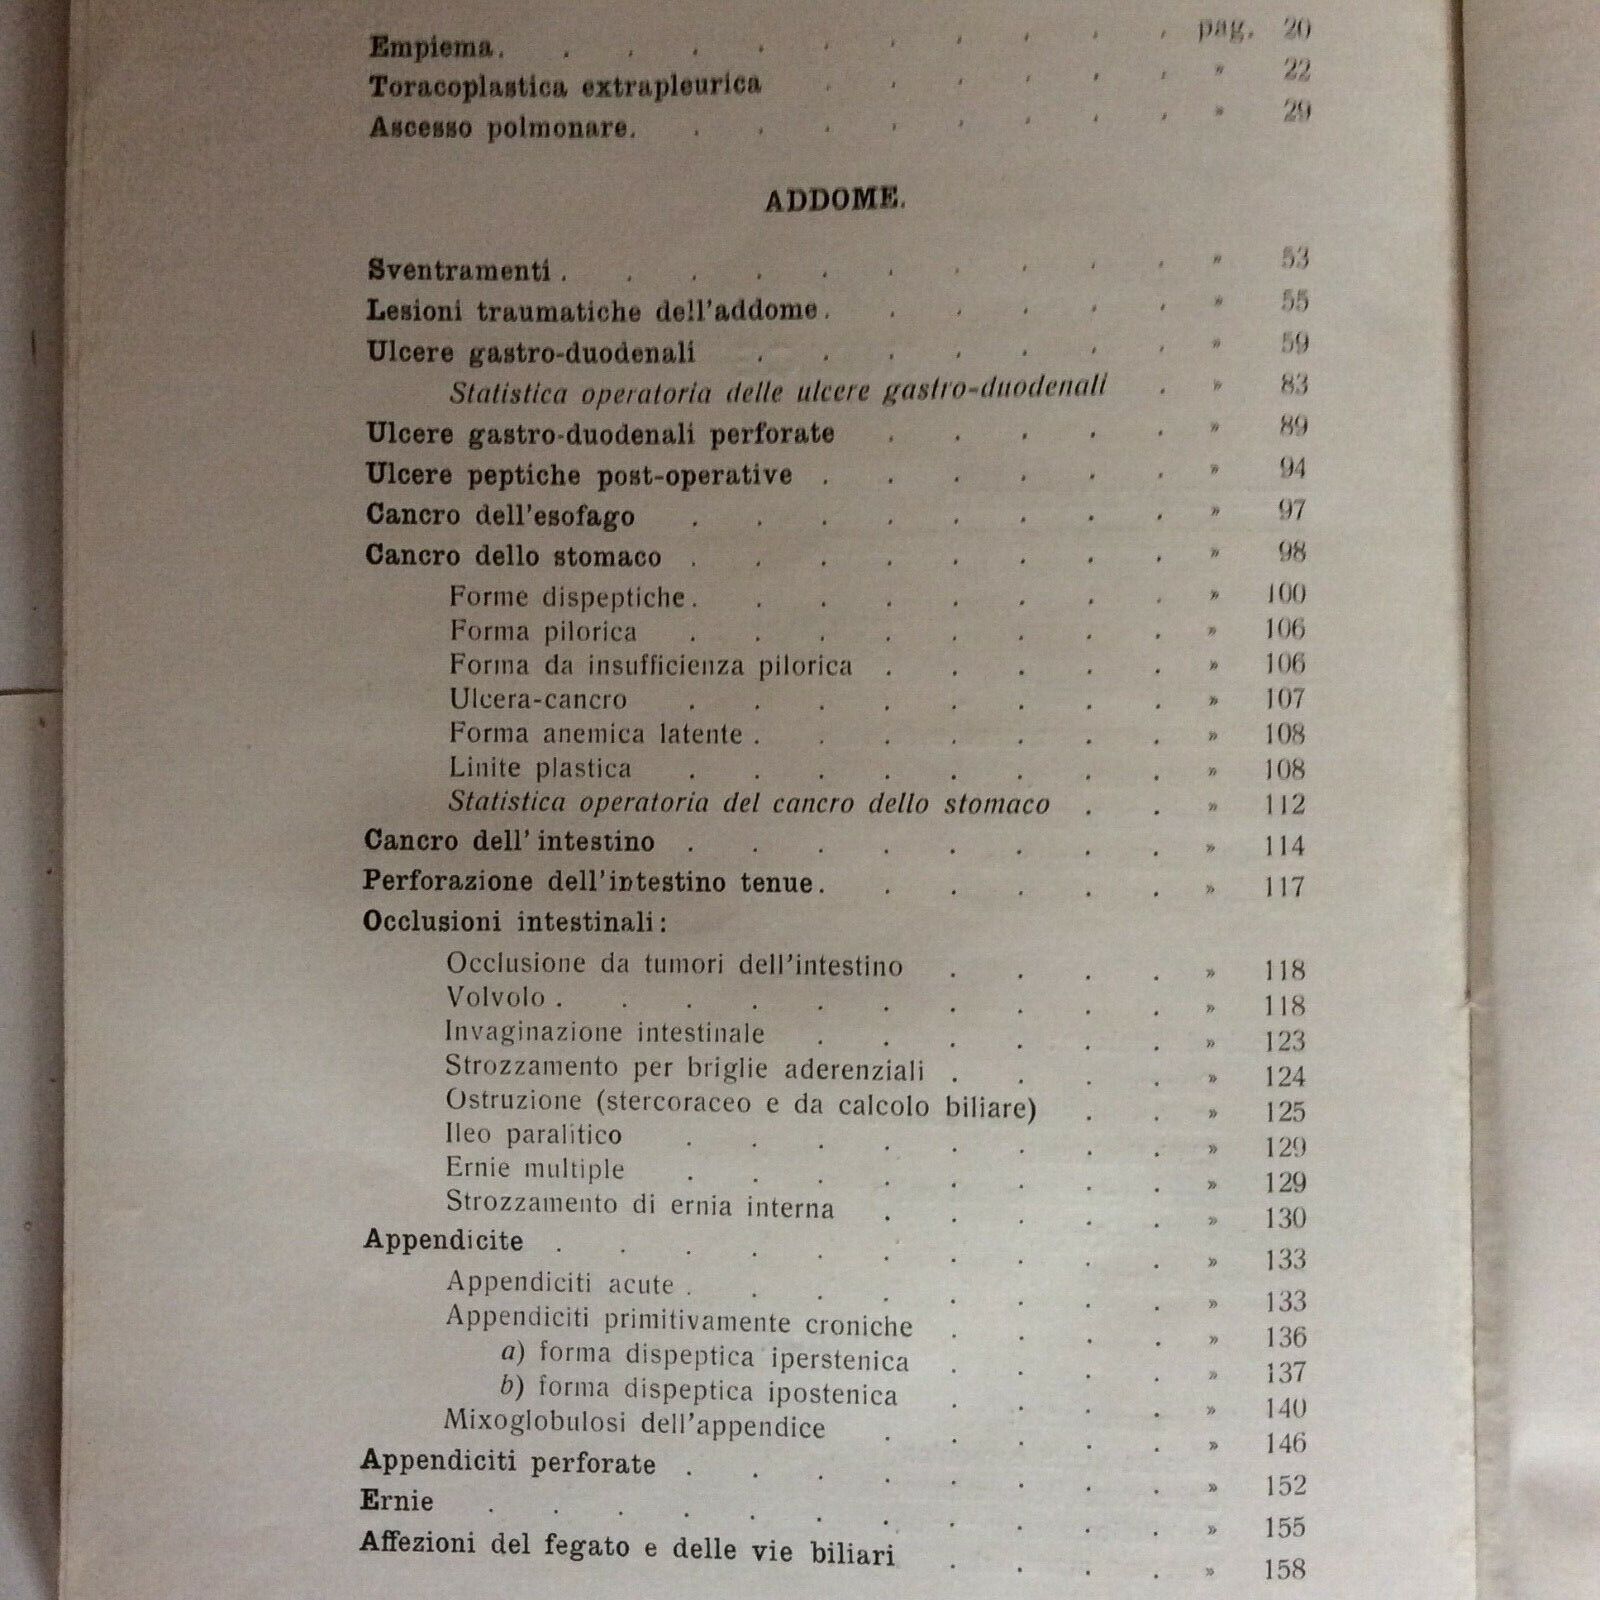 Empiema. . . . . . . . . . . pag. 20
Toracoplastica extrapleurica . . . . . . » 22
Ascesso polmonare. . . . . . . . . » 29
ADDOME.
Sventramenti . . . . . . . . . . » 53
Lesioni traumatiche dell'addome. . . . . . » 55
Ulcere gastro-duodenali . . . . . . . » 59
Statistica operatoria delle ulcere gastro-duodenali . » 83
Ulcere gastro-duodenali perforate . . . . . » 89
Ulcere peptiche post-operative . . . . . . » 94
Cancro dell'esofago . . . . . . . . » 97
Cancro dello stomaco . . . . . . . . » 98
Forme dispeptiche. . . . . . . . . » 100
Forma pilorica . . . . . . . . » 106
Forma da insufficienza pilorica . . . . . » 106
Ulcera-cancro . . . . . . . . » 107
Forma anemica latente . . . . . . . » 108
Linite plastica . . . . . . . . » 108
Statistica operatoria del cancro dello stomaco . . » 112
Cancro dell' intestino . . . . . . . . » 114
Perforazione dell'intestino tenue. . . . . . » 117
Occlusioni intestinali:
Occlusione da tumori dell'intestino . . . . » 118
Volvolo . . . . . . . . . . » 118
Invaginazione intestinale . . . . . . » 123
Strozzamento per briglie aderenziali . . . . » 124
Ostruzione (stercoraceo e da calcolo biliare) . . » 125
Ileo paralitico . . . . . . . . » 129
Ernie multiple . . . . . . . . » 129
Strozzamento di ernia interna . . . . . » 130
Appendicite . . . . . . . . . . » 133
Appendiciti acute . . . . . . . . » 133
Appendiciti primitivamente croniche . . . . » 136
a) forma dispeptica iperstenica . . . . » 137
b) forma dispeptica ipostenica . . . . » 140
Mixoglobulosi dell'appendice . . . . . » 146
Appendiciti perforate . . . . . . . . » 152
Ernie . . . . . . . . . . . » 155
Affezioni del fegato e delle vie biliari . . . . » 158